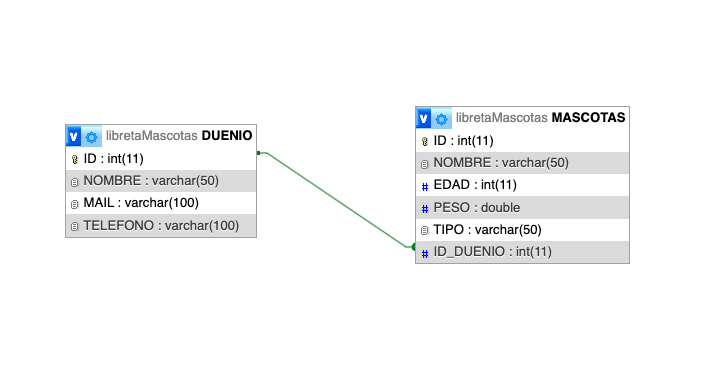 libretaMascotas DUENIO
ID : int(11)
NOMBRE : varchar(50)
MAIL : varchar(100)
TELEFONO : varchar(100)
libretaMascotas MASCOTAS
ID : int(11)
NOMBRE : varchar(50)
# EDAD : int(11)
# PESO : double
TIPO : varchar(50)
# ID_DUENIO : int(11)